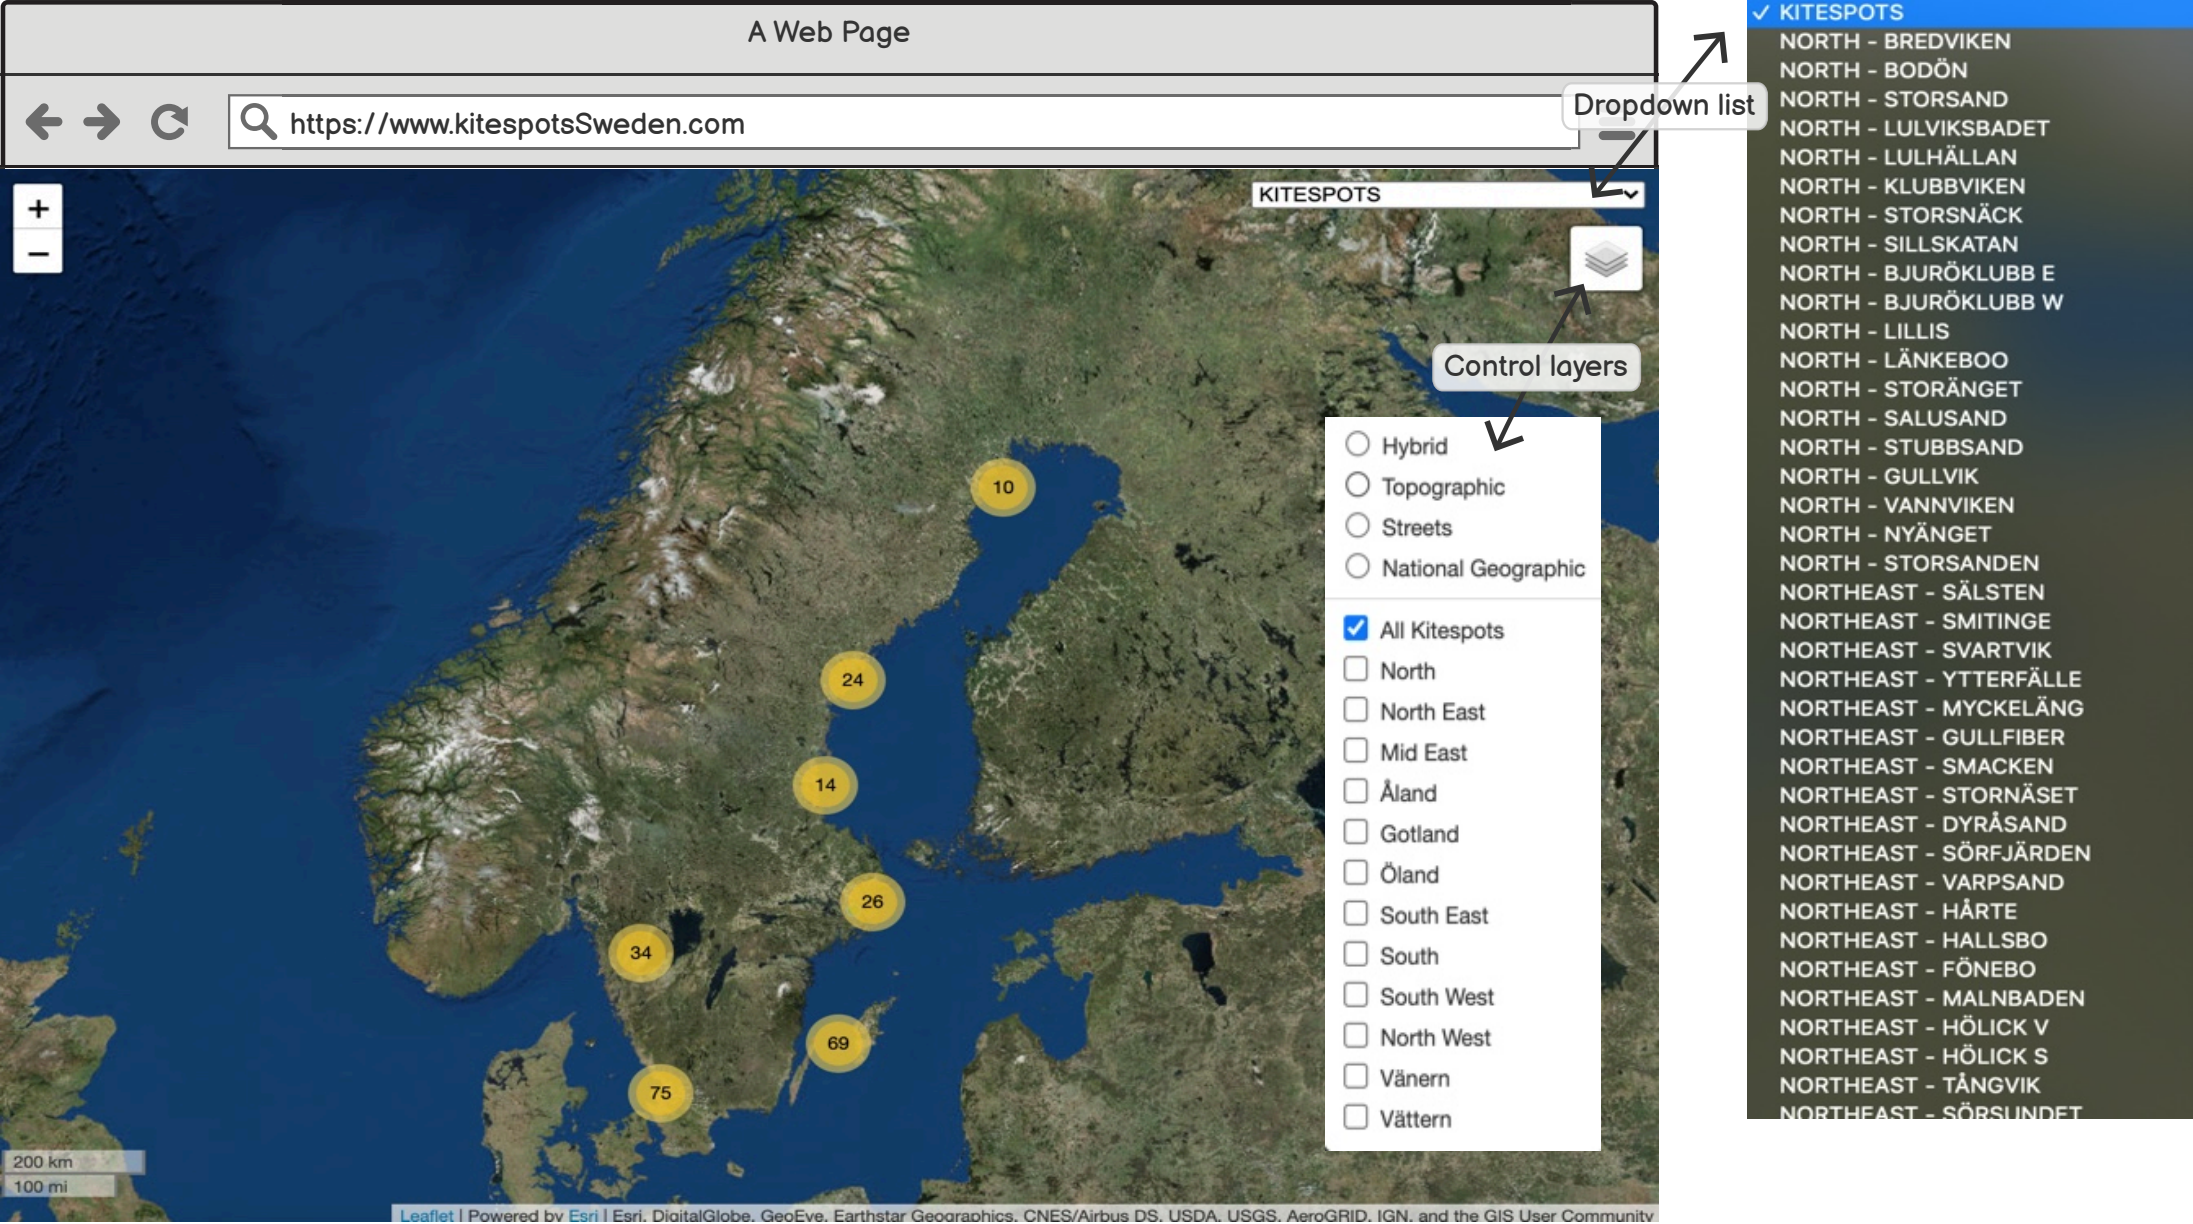 A Web Page
https://www.kitespotsSweden.com
Dropdown list
+
−
KITESPOTS
Control layers
Hybrid
Topographic
Streets
National Geographic
All Kitespots
North
North East
Mid East
Åland
Gotland
Öland
South East
South
South West
North West
Vänern
Vättern
10
24
14
26
34
69
75
200 km
100 mi
Leaflet | Powered by Esri | Esri, DigitalGlobe, GeoEye, Earthstar Geographics, CNES/Airbus DS, USDA, USGS, AeroGRID, IGN, and the GIS User Community
✓ KITESPOTS
NORTH - BREDVIKEN
NORTH - BODÖN
NORTH - STORSAND
NORTH - LULVIKSBADET
NORTH - LULHÄLLAN
NORTH - KLUBBVIKEN
NORTH - STORSNÄCK
NORTH - SILLSKATAN
NORTH - BJURÖKLUBB E
NORTH - BJURÖKLUBB W
NORTH - LILLIS
NORTH - LÄNKEBOO
NORTH - STORÄNGET
NORTH - SALUSAND
NORTH - STUBBSAND
NORTH - GULLVIK
NORTH - VANNVIKEN
NORTH - NYÄNGET
NORTH - STORSANDEN
NORTHEAST - SÄLSTEN
NORTHEAST - SMITINGE
NORTHEAST - SVARTVIK
NORTHEAST - YTTERFÄLLE
NORTHEAST - MYCKELÄNG
NORTHEAST - GULLFIBER
NORTHEAST - SMACKEN
NORTHEAST - STORNÄSET
NORTHEAST - DYRÅSAND
NORTHEAST - SÖRFJÄRDEN
NORTHEAST - VARPSAND
NORTHEAST - HÅRTE
NORTHEAST - HALLSBO
NORTHEAST - FÖNEBO
NORTHEAST - MALNBADEN
NORTHEAST - HÖLICK V
NORTHEAST - HÖLICK S
NORTHEAST - TÅNGVIK
NORTHEAST - SÖRSUNDET